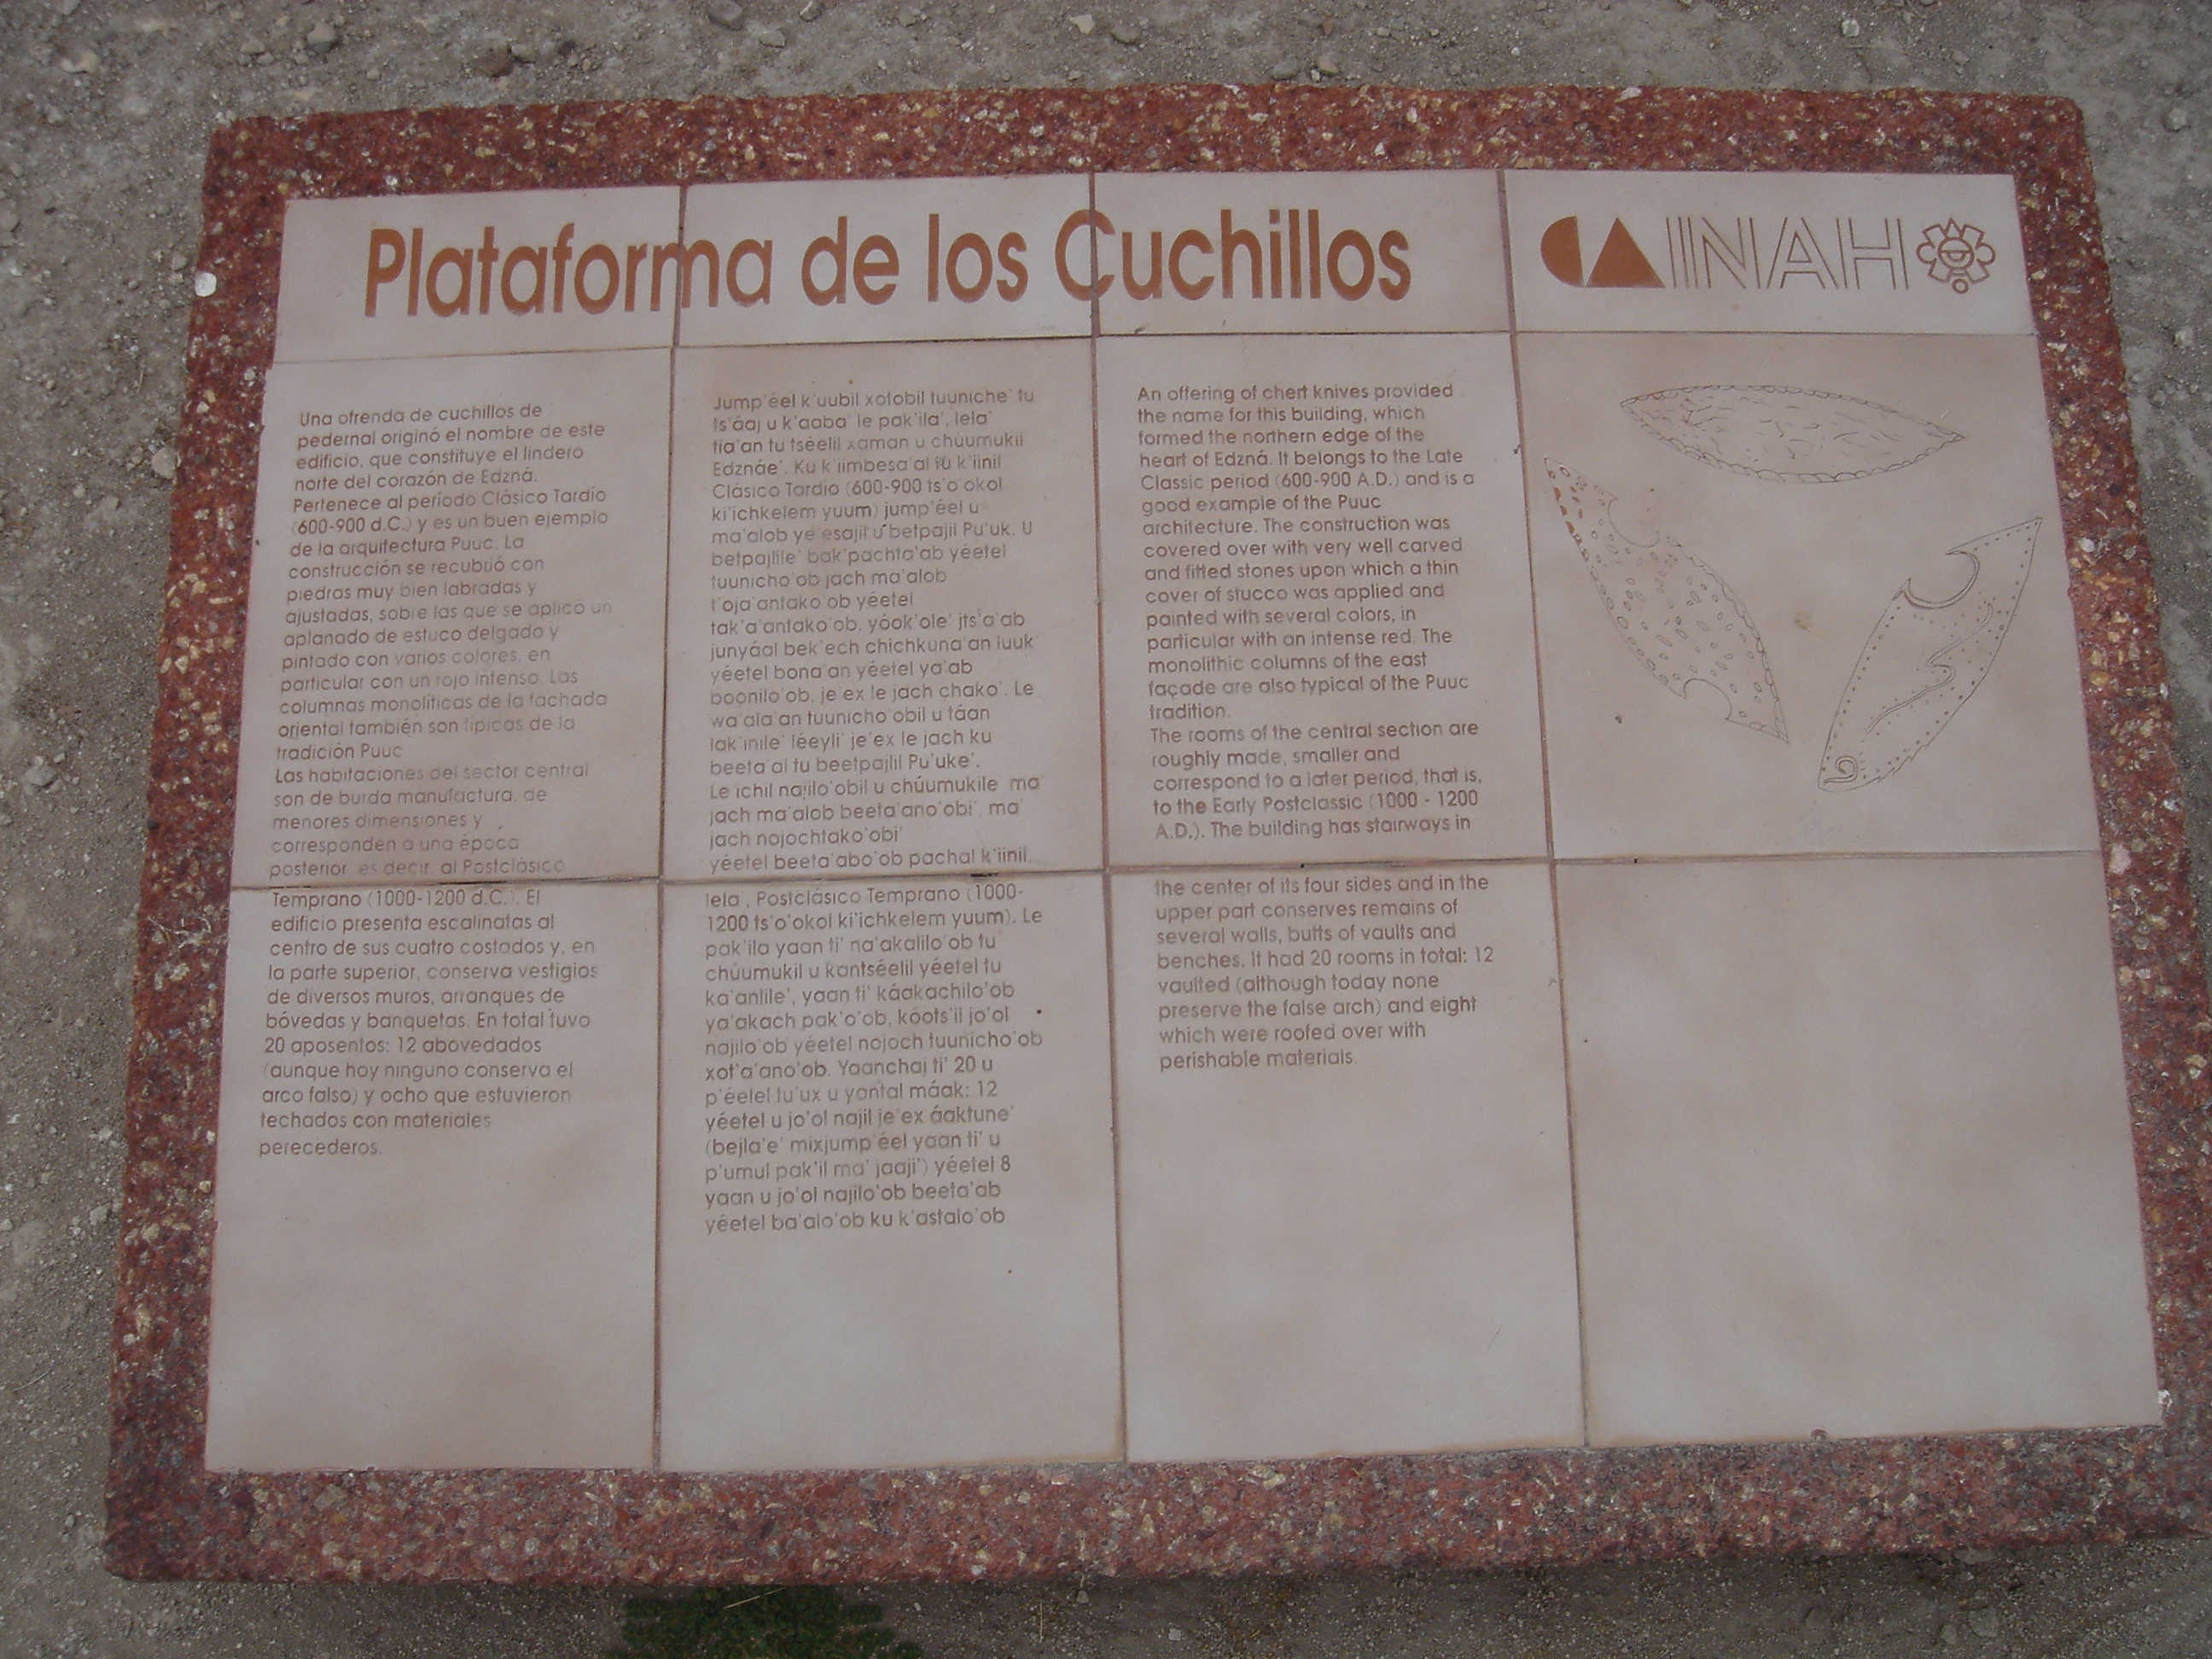 Plataforma de los Cuchillos
CA INAH
Una ofrenda de cuchillos de
pedernal originó el nombre de este
edificio, que constituye el lindero
norte del corazón de Edzná.
Pertenece al período Clásico Tardío
(600-900 d.C.) y es un buen ejemplo
de la arquitectura Puuc. La
construcción se recubrió con
piedras muy bien labradas y
ajustadas, sobre las que se aplicó un
aplanado de estuco delgado y
pintado con varios colores, en
particular con un rojo intenso. Las
columnas monolíticas de la fachada
oriental también son típicas de la
tradición Puuc
Las habitaciones del sector central
son de burda manufactura, de
menores dimensiones y
corresponden a una época
posterior, es decir, al Postclásico
Temprano (1000-1200 d.C.). El
edificio presenta escalinatas al
centro de sus cuatro costados y, en
la parte superior, conserva vestigios
de diversos muros, arranques de
bóvedas y banquetas. En total tuvo
20 aposentos: 12 abovedados
(aunque hoy ninguno conserva el
arco falso) y ocho que estuvieron
techados con materiales
perecederos.
Jump'éel k'uubil xotobil tuuniche' tu
ts'áaj u k'aaba' le pak'ila', lela'
tia'an tu tséelil xaman u chúumukil
Edznáe'. Ku k'iimbesa'al tu k'iinil
Clásico Tardío (600-900 ts'o'okol
ki'ichkelem yuum) jump'éel u
ma'alob ye'esajil u betpajil Pu'uk. U
betpajlile' bak'pachta'ab yéetel
tuunicho'ob jach ma'alob
t'oja'antako'ob yéetel
tak'a'antako'ob, yóok'ole' jts'a'ab
junyáal bek'ech chichkuna'an luuk'
yéetel bona'an yéetel ya'ab
boonilo'ob, je'ex le jach chako'. Le
wa'ala'an tuunicho'obil u táan
lak'inile' léeyli' je'ex le jach ku
beeta'al tu beetpajlil Pu'uke'.
Le ichil najilo'obil u chúumukile' ma'
jach ma'alob beeta'ano'obi', ma'
jach nojochtako'obi'
yéetel beeta'abo'ob pachal k'iinil,
lela', Postclásico Temprano (1000-
1200 ts'o'okol ki'ichkelem yuum). Le
pak'ila yaan ti' na'akalilo'ob tu
chúumukil u kantséelil yéetel tu
ka'anlile', yaan ti' káakachilo'ob
ya'akach pak'o'ob, kóots'il jo'ol
najilo'ob yéetel nojoch tuunicho'ob
xot'a'ano'ob. Yaanchaj ti' 20 u
p'éelel tu'ux u yantal máak: 12
yéetel u jo'ol najil je'ex áaktune'
(bejla'e' mixjump'éel yaan ti' u
p'umul pak'il ma' jaaji') yéetel 8
yaan u jo'ol najilo'ob beeta'ab
yéetel ba'alo'ob ku k'astalo'ob
An offering of chert knives provided
the name for this building, which
formed the northern edge of the
heart of Edzná. It belongs to the Late
Classic period (600-900 A.D.) and is a
good example of the Puuc
architecture. The construction was
covered over with very well carved
and fitted stones upon which a thin
cover of stucco was applied and
painted with several colors, in
particular with an intense red. The
monolithic columns of the east
façade are also typical of the Puuc
tradition.
The rooms of the central section are
roughly made, smaller and
correspond to a later period, that is,
to the Early Postclassic (1000 - 1200
A.D.). The building has stairways in
the center of its four sides and in the
upper part conserves remains of
several walls, butts of vaults and
benches. It had 20 rooms in total: 12
vaulted (although today none
preserve the false arch) and eight
which were roofed over with
perishable materials.